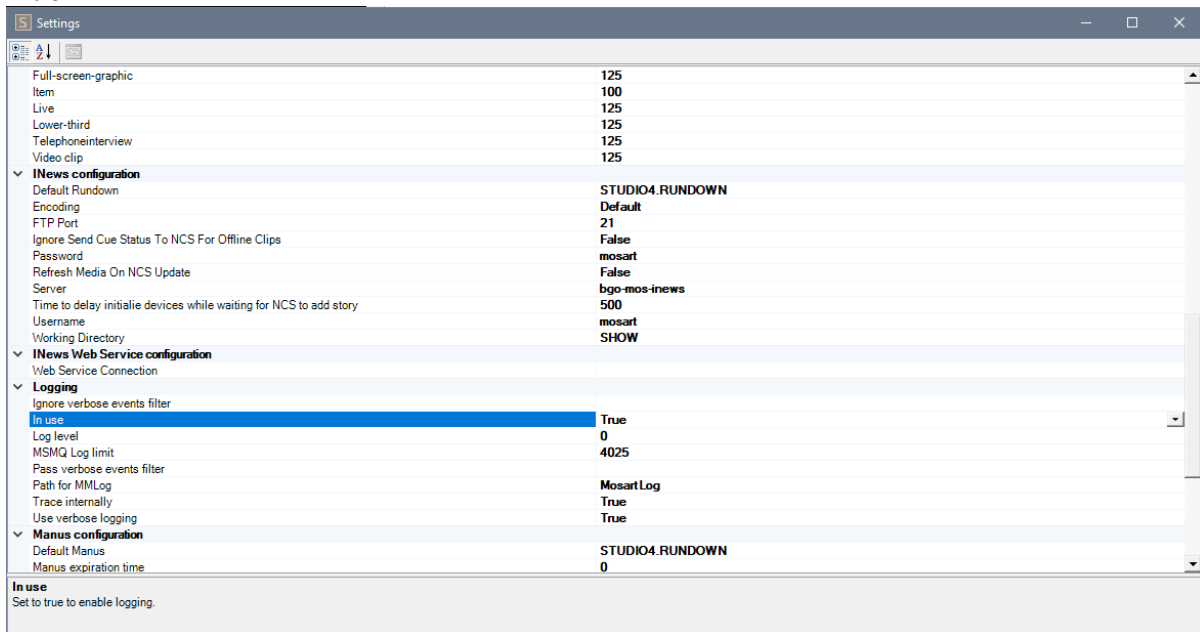 S Settings
A Z
Full-screen-graphic 125
Item 100
Live 125
Lower-third 125
Telephoneinterview 125
Video clip 125
INews configuration
Default Rundown STUDIO4.RUNDOWN
Encoding Default
FTP Port 21
Ignore Send Cue Status To NCS For Offline Clips False
Password mosart
Refresh Media On NCS Update False
Server bgo-mos-inews
Time to delay initialie devices while waiting for NCS to add story 500
Username mosart
Working Directory SHOW
INews Web Service configuration
Web Service Connection
Logging
Ignore verbose events filter
In use True
Log level 0
MSMQ Log limit 4025
Pass verbose events filter
Path for MMLog MosartLog
Trace internally True
Use verbose logging True
Manus configuration
Default Manus STUDIO4.RUNDOWN
Manus expiration time 0
In use
Set to true to enable logging.